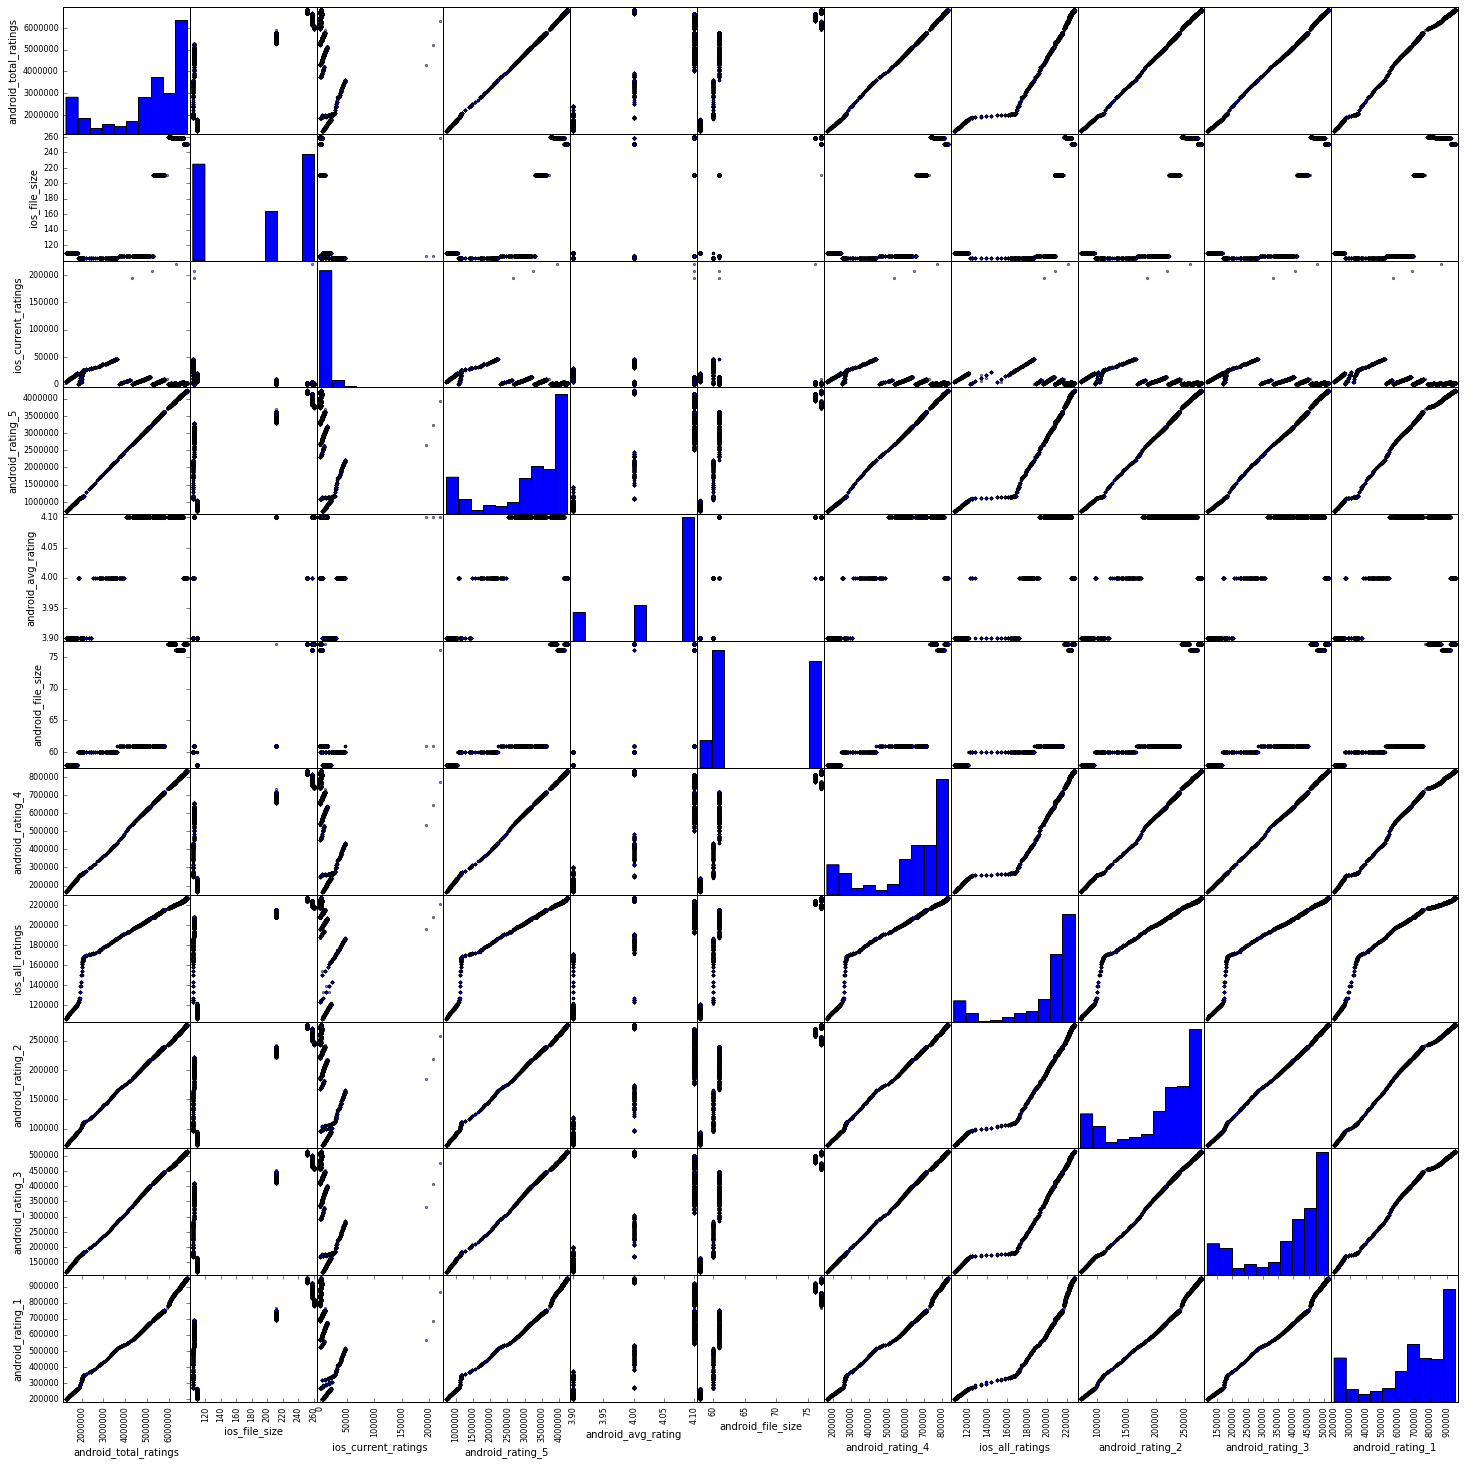 android_total_ratings
6000000
5000000
4000000
3000000
2000000
ios_file_size
260
240
220
200
180
160
140
120
ios_current_ratings
200000
150000
100000
50000
0
android_rating_5
4000000
3500000
3000000
2500000
2000000
1500000
1000000
android_avg_rating
4.10
4.05
4.00
3.95
3.90
android_file_size
75
70
65
60
android_rating_4
800000
700000
600000
500000
400000
300000
200000
ios_all_ratings
220000
200000
180000
160000
140000
120000
android_rating_2
250000
200000
150000
100000
android_rating_3
500000
450000
400000
350000
300000
250000
200000
150000
android_rating_1
900000
800000
700000
600000
500000
400000
300000
200000
2000000 3000000 4000000 5000000 6000000
android_total_ratings
120 140 160 180 200 220 240 260
ios_file_size
0 50000 100000 150000 200000
ios_current_ratings
1000000 1500000 2000000 2500000 3000000 3500000 4000000
android_rating_5
3.90 3.95 4.00 4.05 4.10
android_avg_rating
60 65 70 75
android_file_size
200000 300000 400000 500000 600000 700000 800000
android_rating_4
120000 140000 160000 180000 200000 220000
ios_all_ratings
100000 150000 200000 250000
android_rating_2
150000 200000 250000 300000 350000 400000 450000 500000
android_rating_3
200000 300000 400000 500000 600000 700000 800000 900000
android_rating_1